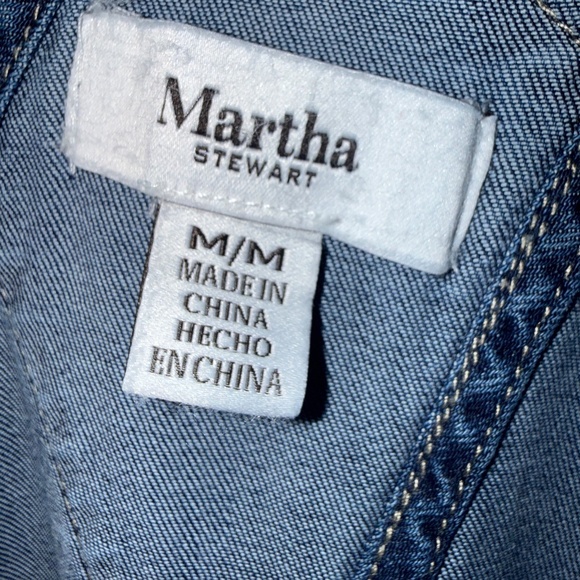 Martha
STEWART
M/M
MADE IN
CHINA
HECHO
EN CHINA